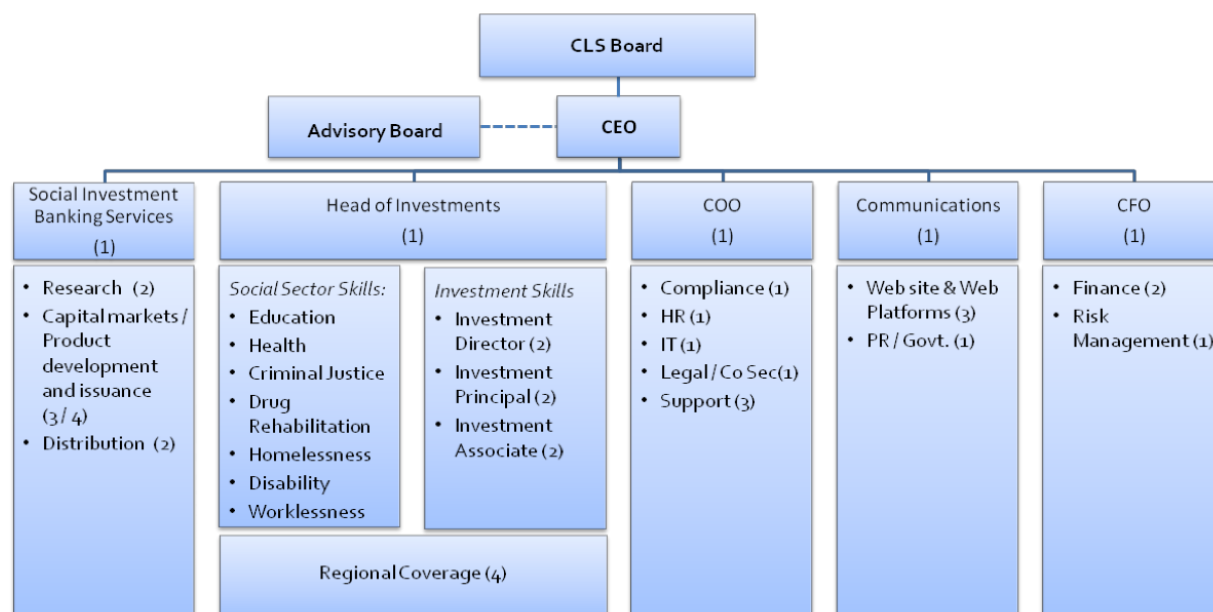 CLS Board
Advisory Board
CEO
Social Investment
Banking Services
(1)
Head of Investments
(1)
COO
(1)
Communications
(1)
CFO
(1)
• Research (2)
• Capital markets /
Product
development
and issuance
(3 / 4)
• Distribution (2)
Social Sector Skills:
• Education
• Health
• Criminal Justice
• Drug
Rehabilitation
• Homelessness
• Disability
• Worklessness
Investment Skills
• Investment
Director (2)
• Investment
Principal (2)
• Investment
Associate (2)
Regional Coverage (4)
• Compliance (1)
• HR (1)
• IT (1)
• Legal / Co Sec(1)
• Support (3)
• Web site & Web
Platforms (3)
• PR / Govt. (1)
• Finance (2)
• Risk
Management (1)